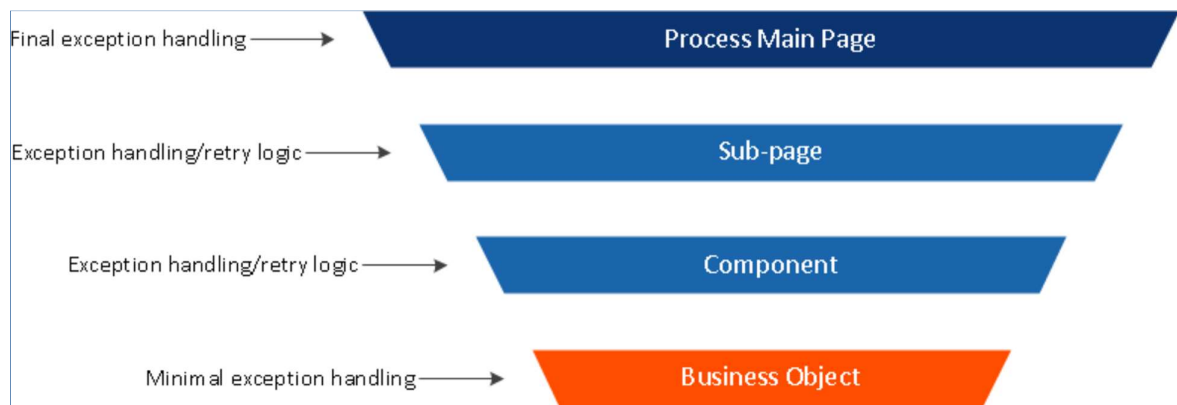 Final exception handling
Process Main Page
Exception handling/retry logic
Sub-page
Exception handling/retry logic
Component
Minimal exception handling
Business Object